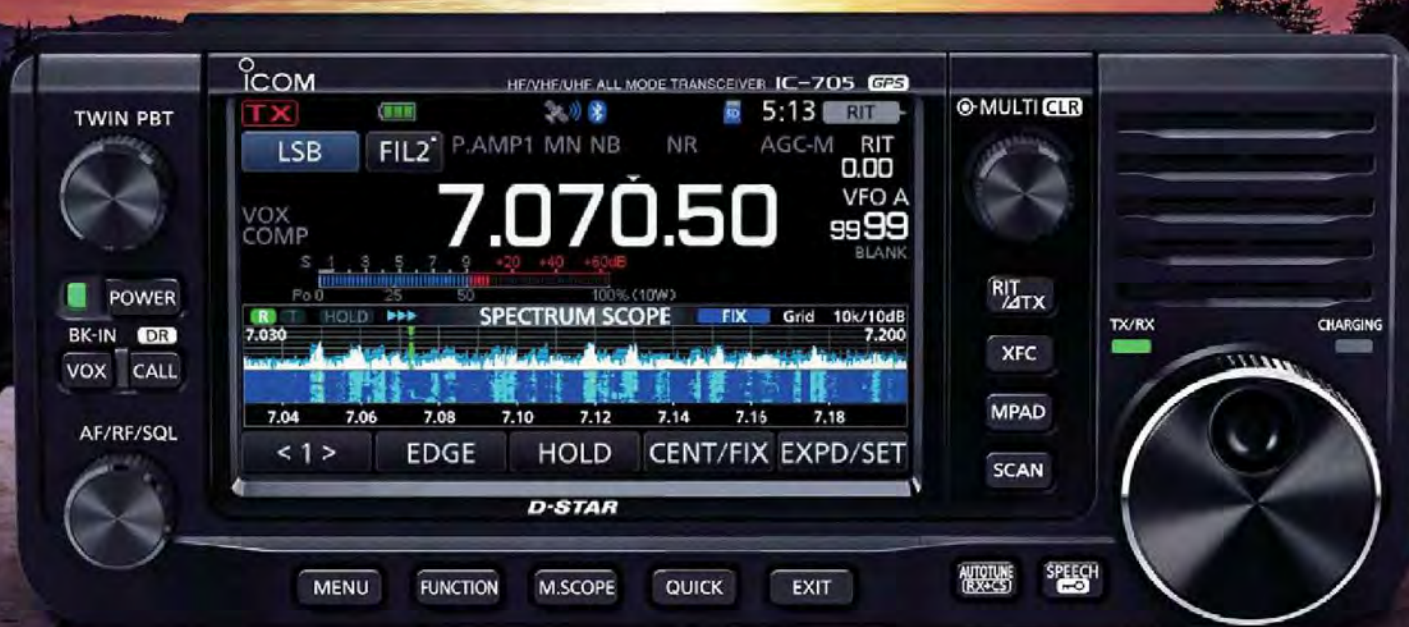 ICOM
HF/VHF/UHF ALL MODE TRANSCEIVER IC-705 GPS
TWIN PBT
TX
5:13 RIT
MULTI CLR
LSB FIL2 P.AMP1 MN NB NR AGC-M RIT
0.00
7.070.50
VFO A
VOX
COMP
99 99
BLANK
S 1 3 5 7 9 +20 +40 +60dB
Po 0 25 50 100% (10W)
POWER
RIT
/⊿TX
R T HOLD SPECTRUM SCOPE FIX Grid 10k/10dB
7.030 7.200
BK-IN DR
VOX CALL
XFC
TX/RX CHARGING
7.04 7.06 7.08 7.10 7.12 7.14 7.16 7.18
MPAD
AF/RF/SQL
< 1 > EDGE HOLD CENT/FIX EXPD/SET
SCAN
D-STAR
MENU FUNCTION M.SCOPE QUICK EXIT
AUTOTUNE
(RX+CS)
SPEECH